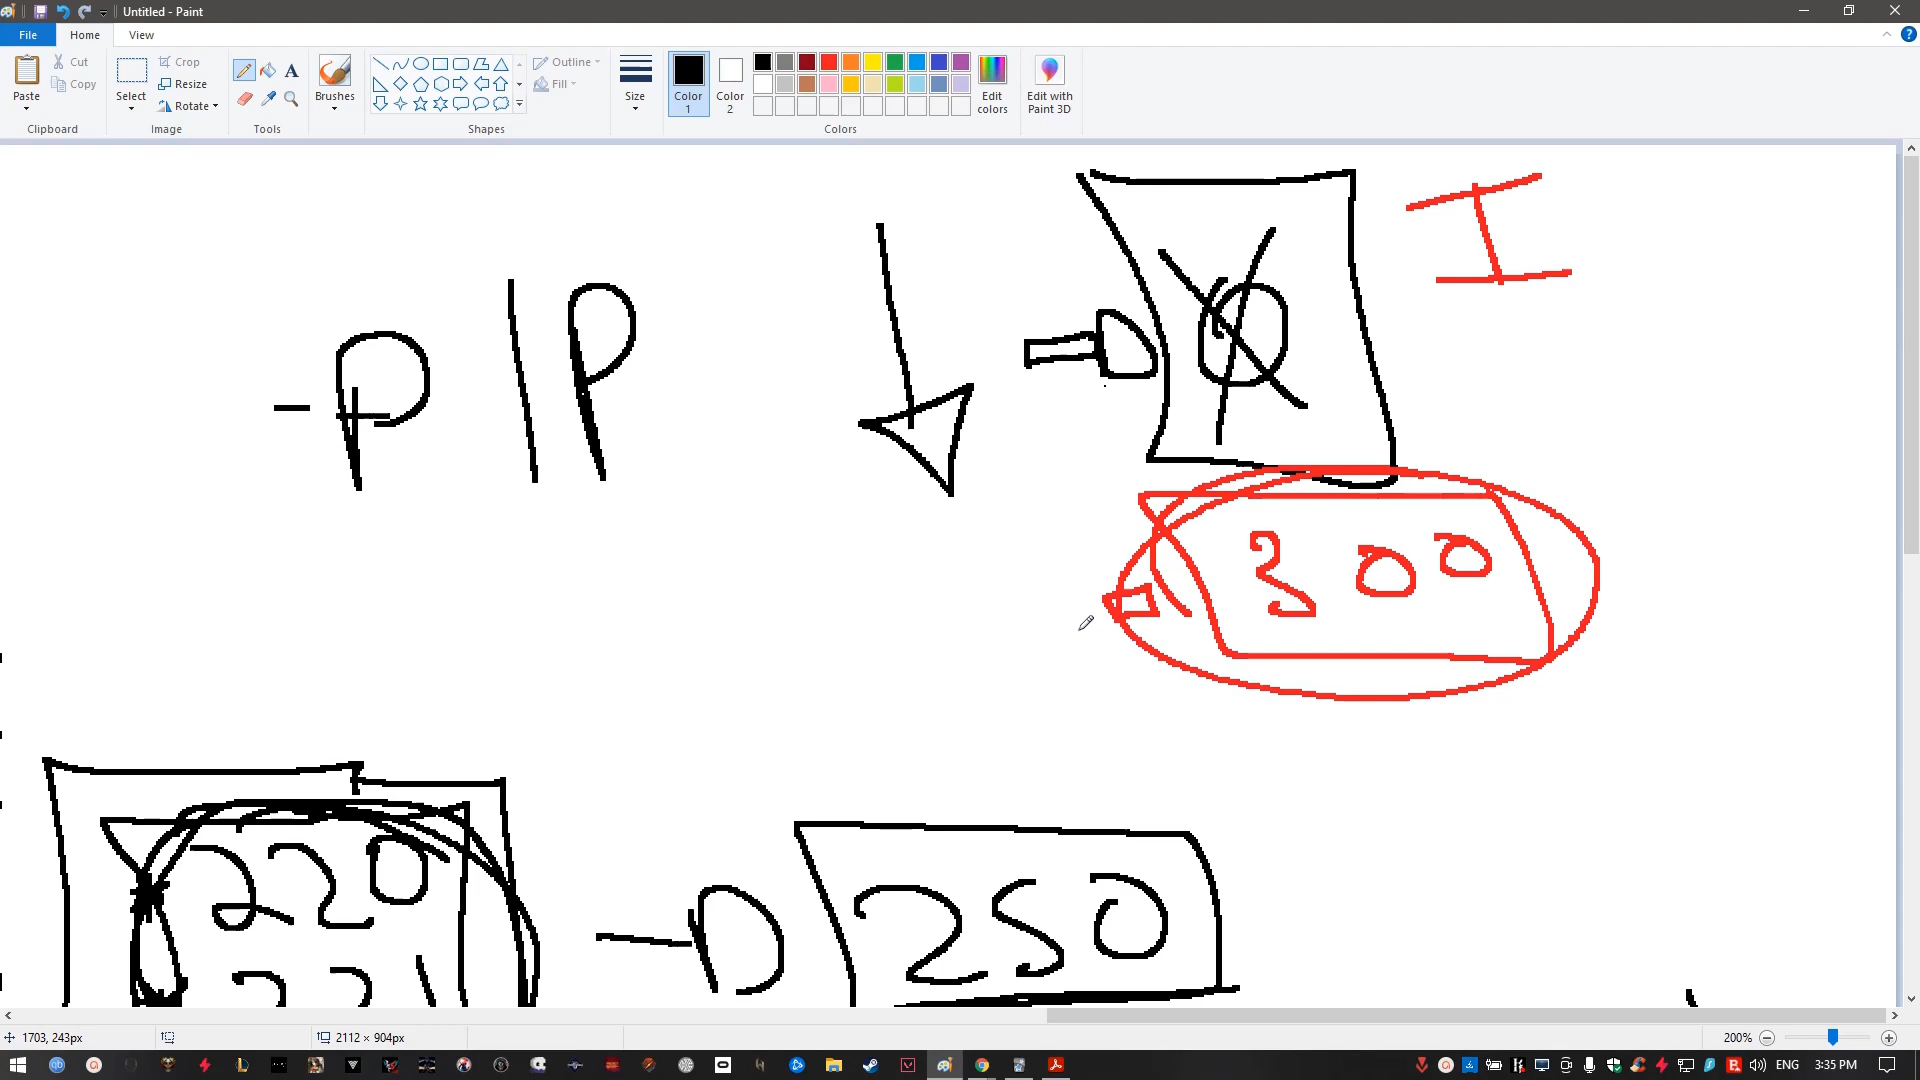 Untitled - Paint
File
Home
View
Paste
Cut
Copy
Clipboard
Select
Crop
Resize
Rotate
Image
Tools
Brushes
Shapes
Outline
Fill
Size
Color 1
Color 2
Colors
Edit colors
Edit with Paint 3D
I
-P | P
300
220
250
221
1703, 243px
2112 × 904px
200%
ENG
3:35 PM